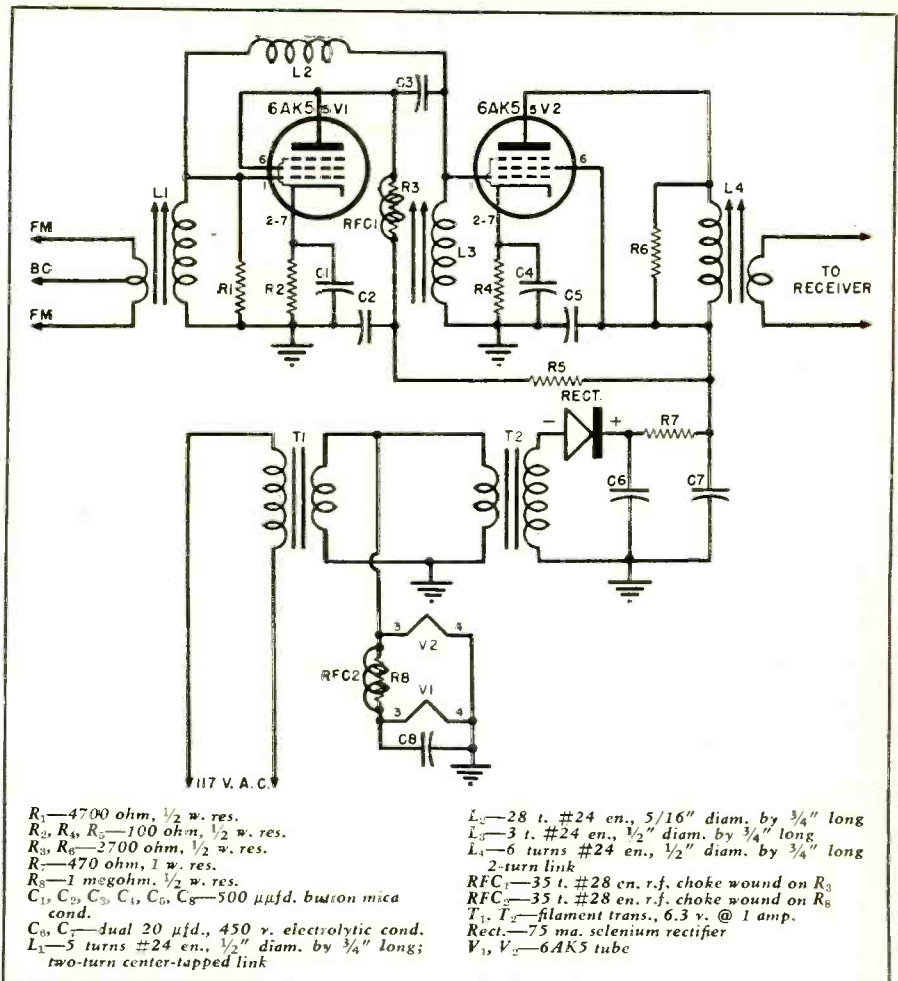 L2
C3
6AK5 5 V1
6AK5 5 V2
6
1
6
1
L1
R3
L4
2-7
RFC1
2-7
FM
L3
R6
BC
R1
R2
C1
R4
C4
TO
RECEIVER
FM
C2
C5
R5
RECT.
T1
T2
- +
R7
C6
C7
3 4
V2
RFC2
R8
V1
3 4
C8
117 V. A.C.
R₁—4700 ohm, ½ w. res.
R₂, R₄, R₅—100 ohm, ½ w. res.
R₃, R₆—2700 ohm, ½ w. res.
R₇—470 ohm, 1 w. res.
R₈—1 megohm, ½ w. res.
C₁, C₂, C₃, C₄, C₅, C₈—500 μμfd. button mica
cond.
C₆, C₇—dual 20 μfd., 450 v. electrolytic cond.
L₁—5 turns #24 en., ½" diam. by ¾" long;
two-turn center-tapped link
L₂—28 t. #24 en., 5/16" diam. by ¾" long
L₃—3 t. #24 en., ½" diam. by ¾" long
L₄—6 turns #24 en., ½" diam. by ¾" long
2-turn link
RFC₁—35 t. #28 en. r.f. choke wound on R₃
RFC₂—35 t. #28 en. r.f. choke wound on R₈
T₁, T₂—filament trans., 6.3 v. @ 1 amp.
Rect.—75 ma. selenium rectifier
V₁, V₂—6AK5 tube